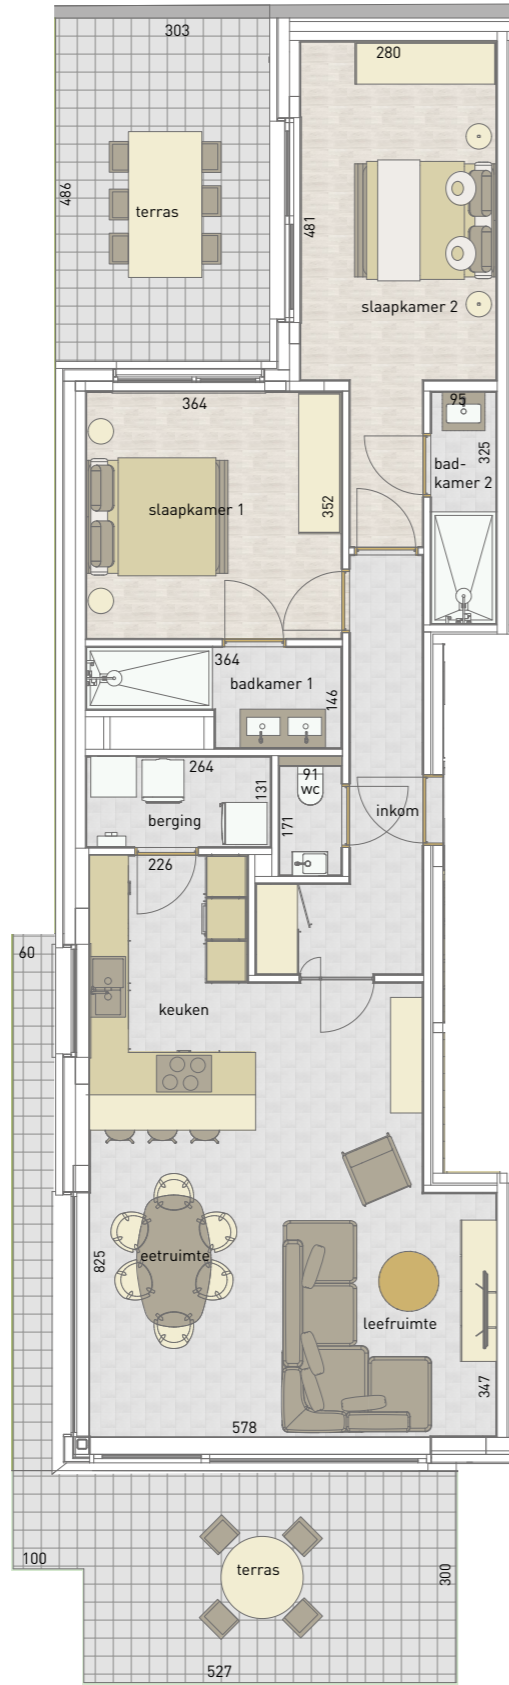 303
280
486
terras
481
slaapkamer 2
364
95
325
bad-
kamer 2
352
slaapkamer 1
364
badkamer 1
146
264
91
wc
131
171
berging
inkom
226
60
keuken
825
eetruimte
leefruimte
347
578
100
terras
300
527